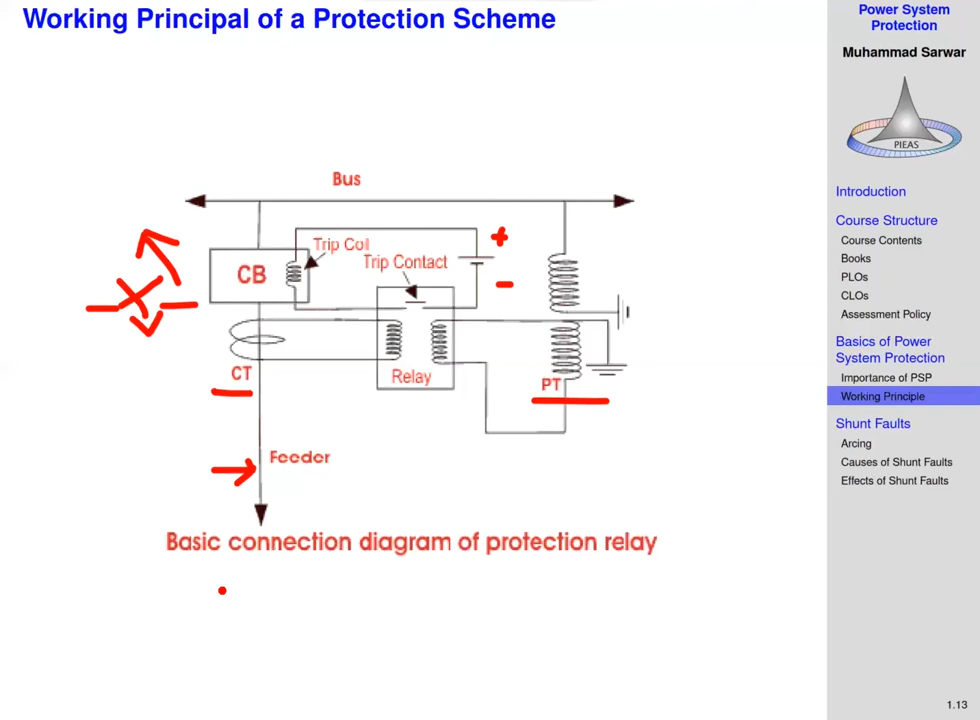 Working Principal of a Protection Scheme
Bus
Trip Coil
Trip Contact
CB
+
-
CT
Relay
PT
Feeder
Basic connection diagram of protection relay
Power System
Protection
Muhammad Sarwar
PIEAS
Introduction
Course Structure
Course Contents
Books
PLOs
CLOs
Assessment Policy
Basics of Power
System Protection
Importance of PSP
Working Principle
Shunt Faults
Arcing
Causes of Shunt Faults
Effects of Shunt Faults
1.13